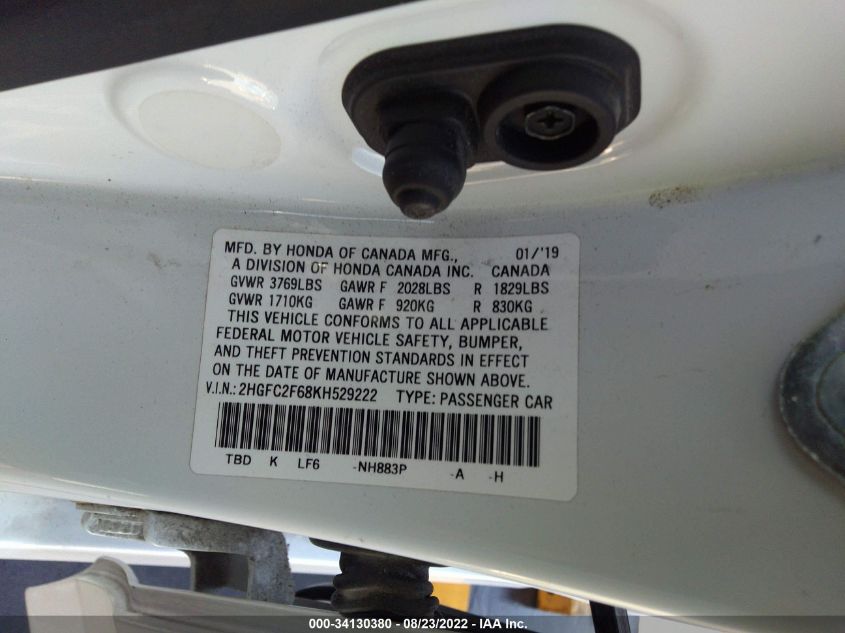 MFD. BY HONDA OF CANADA MFG., 01/'19
A DIVISION OF HONDA CANADA INC. CANADA
GVWR 3769LBS GAWR F 2028LBS R 1829LBS
GVWR 1710KG GAWR F 920KG R 830KG
THIS VEHICLE CONFORMS TO ALL APPLICABLE
FEDERAL MOTOR VEHICLE SAFETY, BUMPER,
AND THEFT PREVENTION STANDARDS IN EFFECT
ON THE DATE OF MANUFACTURE SHOWN ABOVE.
V.I.N.: 2HGFC2F68KH529222 TYPE: PASSENGER CAR
TBD K LF6 -NH883P -A -H
000-34130380 - 08/23/2022 - IAA Inc.